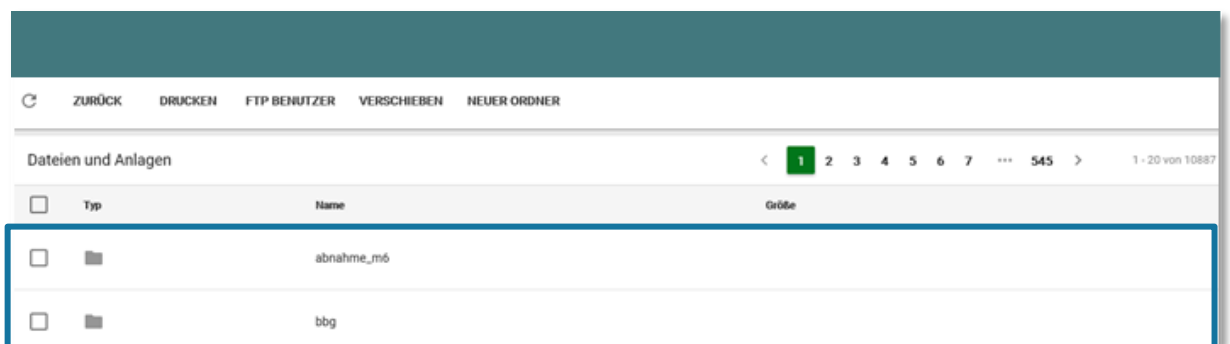 ZURÜCK DRUCKEN FTP BENUTZER VERSCHIEBEN NEUER ORDNER
Dateien und Anlagen < 1 2 3 4 5 6 7 ··· 545 > 1 - 20 von 10887
Typ Name Größe
abnahme_m6
bbg